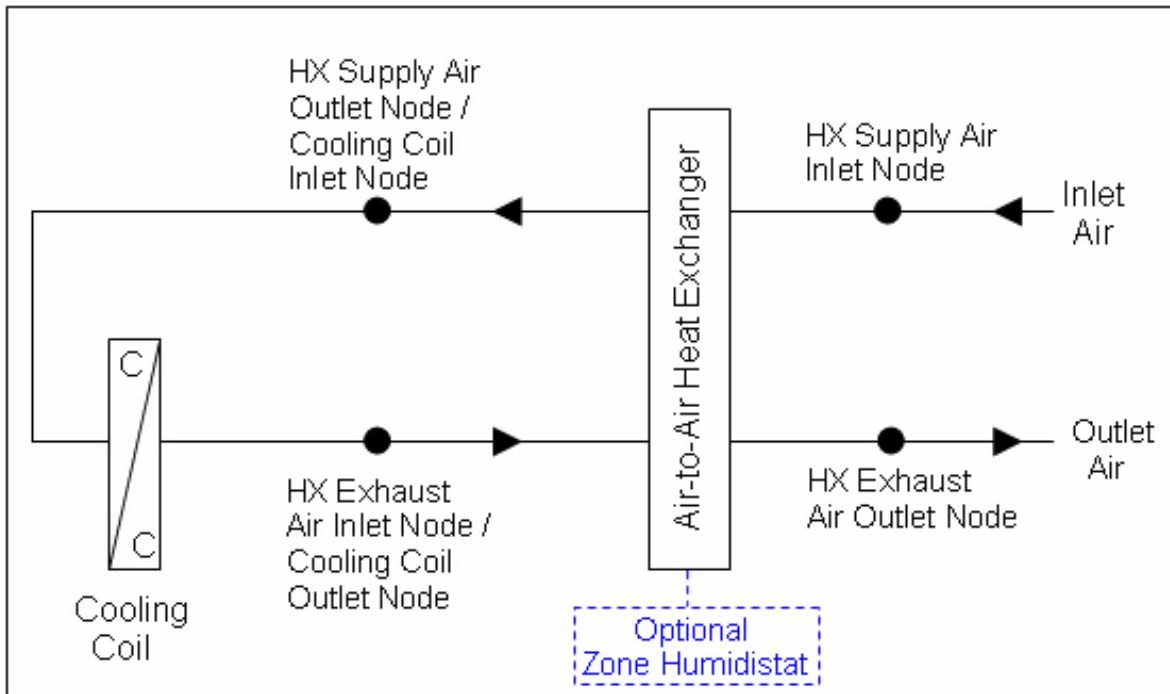 HX Supply Air
Outlet Node /
Cooling Coil
Inlet Node
HX Supply Air
Inlet Node
Inlet
Air
Air-to-Air Heat Exchanger
C
C
Cooling
Coil
HX Exhaust
Air Inlet Node /
Cooling Coil
Outlet Node
HX Exhaust
Air Outlet Node
Outlet
Air
Optional
Zone Humidistat